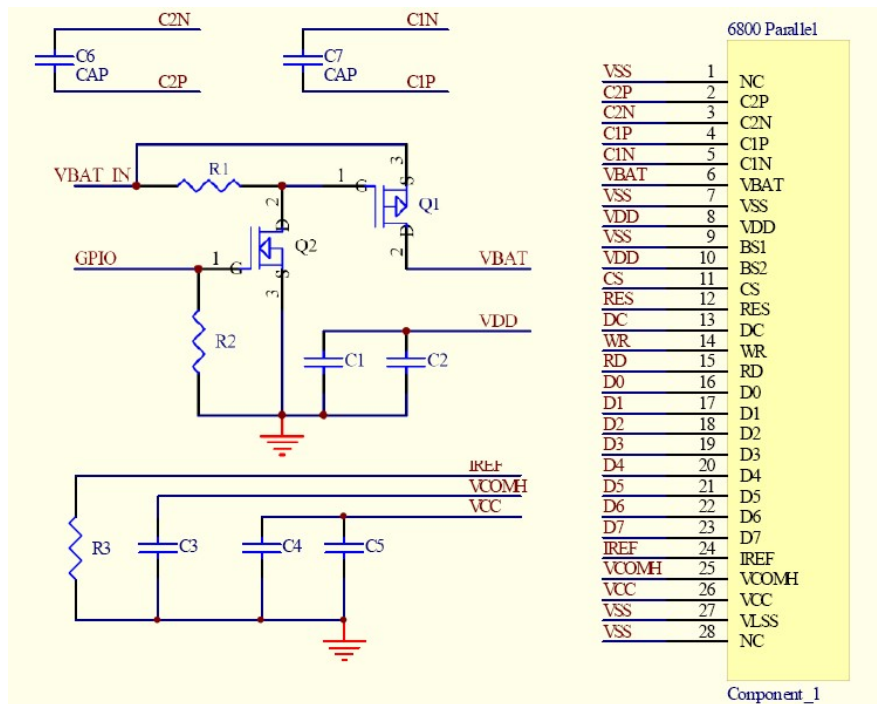 C2N
C6
CAP
C2P
C1N
C7
CAP
C1P
VBAT_IN
R1
1
G
3
S
Q1
D
2
VBAT
2
D
Q2
GPIO
1
G
S
3
R2
VDD
C1
C2
IREF
VCOMH
VCC
R3
C3
C4
C5
6800 Parallel
VSS 1 NC
C2P 2 C2P
C2N 3 C2N
C1P 4 C1P
C1N 5 C1N
VBAT 6 VBAT
VSS 7 VSS
VDD 8 VDD
VSS 9 BS1
VDD 10 BS2
CS 11 CS
RES 12 RES
DC 13 DC
WR 14 WR
RD 15 RD
D0 16 D0
D1 17 D1
D2 18 D2
D3 19 D3
D4 20 D4
D5 21 D5
D6 22 D6
D7 23 D7
IREF 24 IREF
VCOMH 25 VCOMH
VCC 26 VCC
VSS 27 VLSS
VSS 28 NC
Component_1